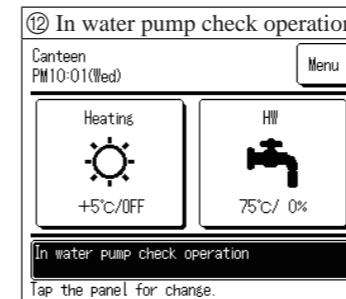 ⑫ In water pump check operation
Canteen
PM10:01(Wed)
Menu
Heating
HW
+5℃/OFF
75℃/ 0%
In water pump check operation
Tap the panel for change.